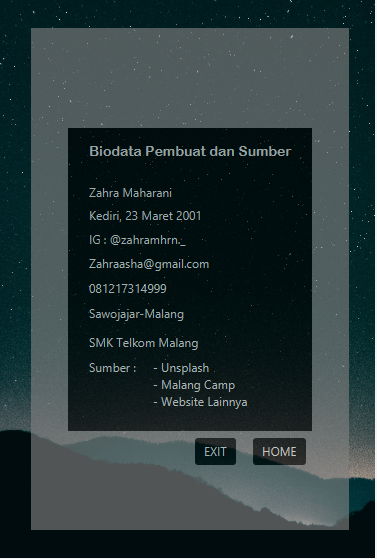 Biodata Pembuat dan Sumber
Zahra Maharani
Kediri, 23 Maret 2001
IG : @zahramhrn._
Zahraasha@gmail.com
081217314999
Sawojajar-Malang
SMK Telkom Malang
Sumber : - Unsplash
- Malang Camp
- Website Lainnya
EXIT HOME